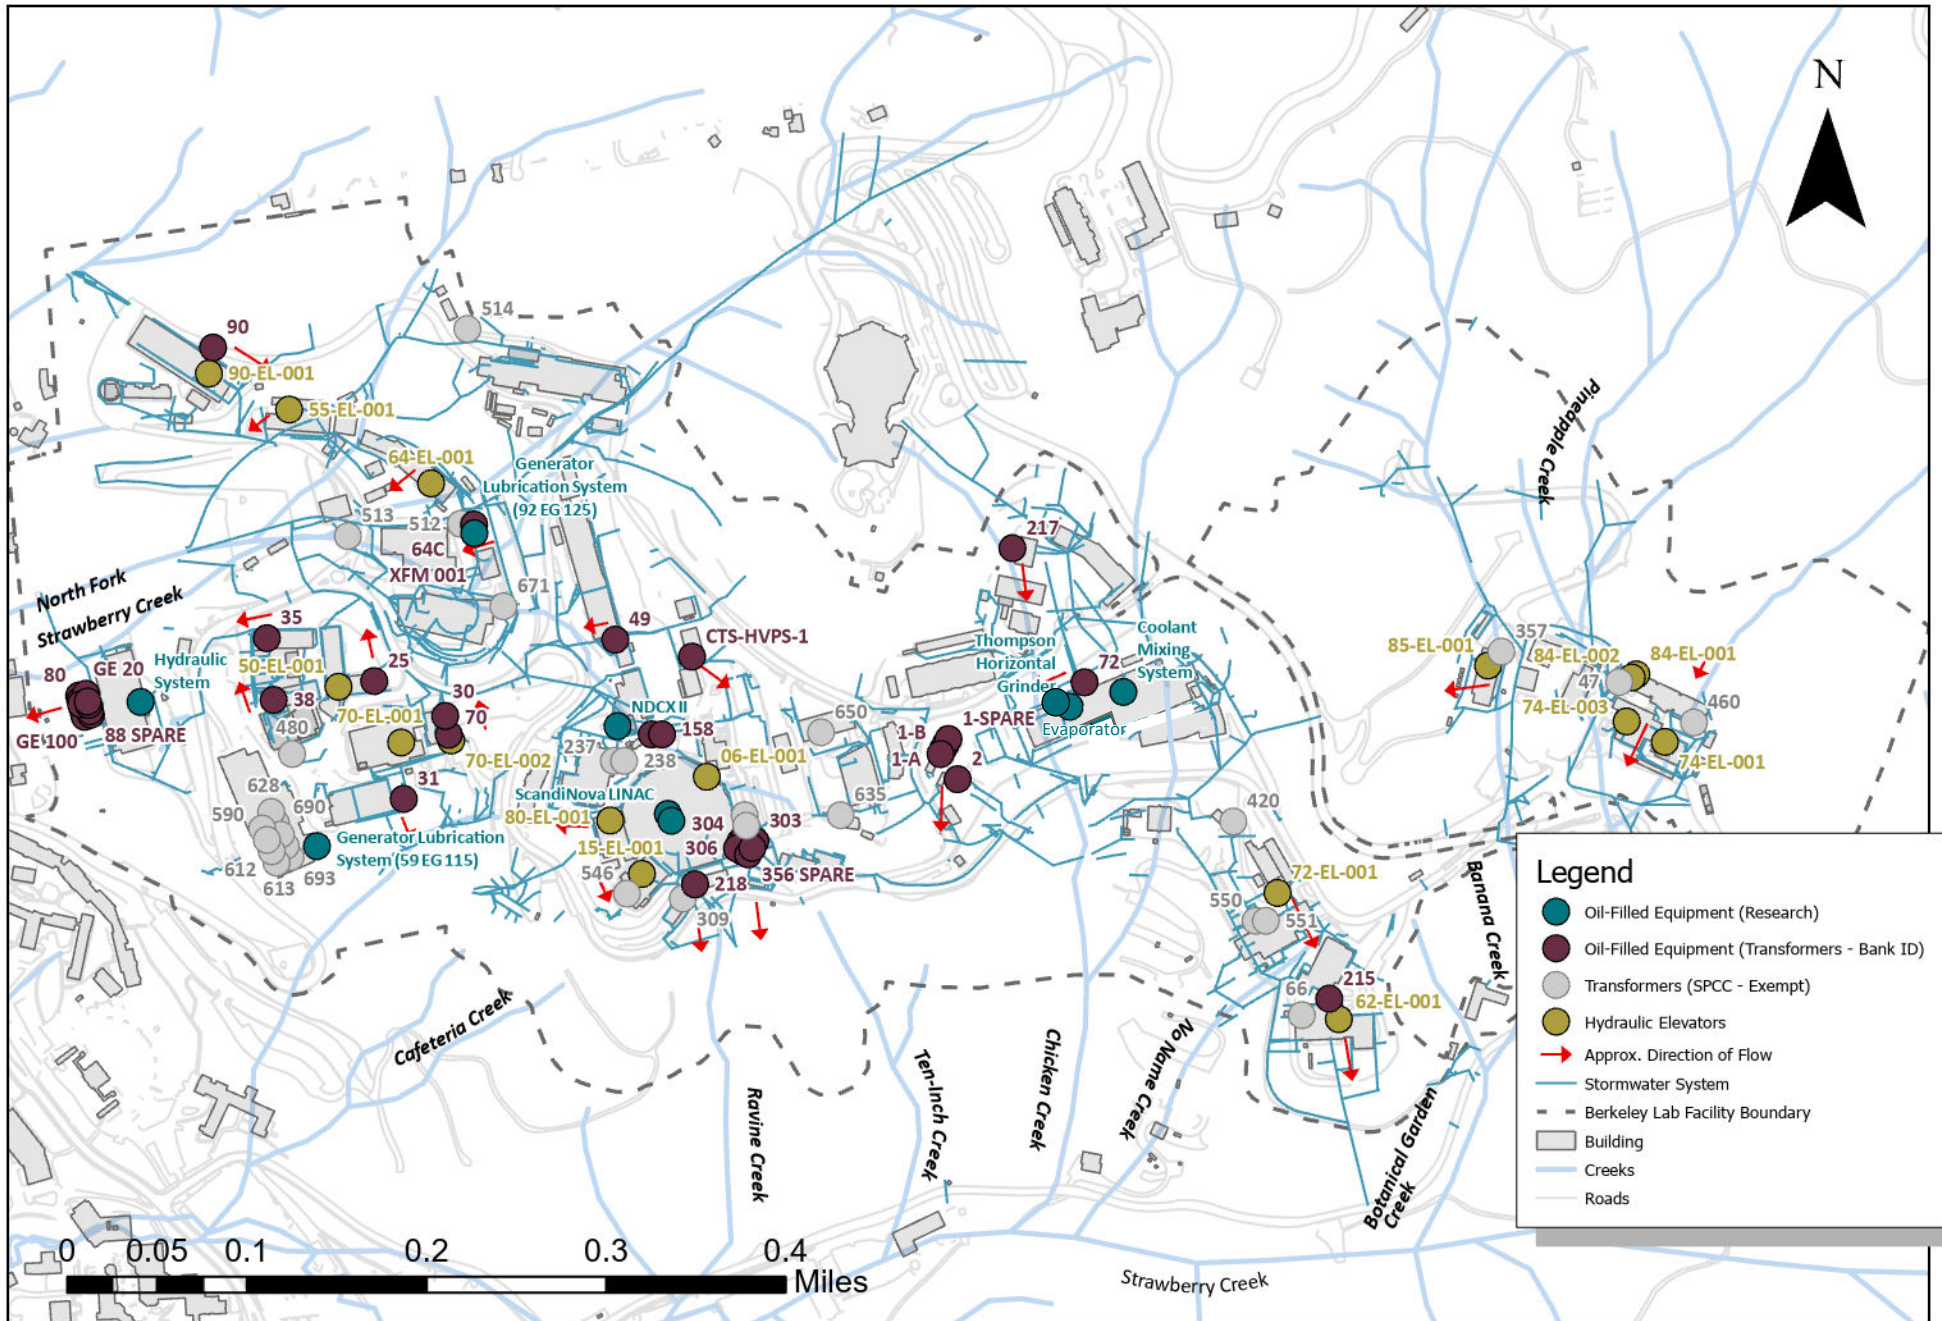 N
514
90
90-EL-001
55-EL-001
64-EL-001
Generator
Lubrication System
(92 EG 125)
513
512
64C
XFM 001
671
217
Pineapple Creek
North Fork
Strawberry Creek
35
49
CTS-HVPS-1
Thompson
Horizontal
Grinder
Coolant
Mixing
System
72
Evaporator
80
GE 20
Hydraulic
System
50-EL-001
25
38
30
70
GE 100
88 SPARE
480
70-EL-001
70-EL-002
NDCX II
158
237
238
06-EL-001
650
1-B
1-SPARE
1-A
2
85-EL-001
357
84-EL-002
84-EL-001
47
74-EL-003
460
74-EL-001
31
628
690
590
ScandiNova LINAC
80-EL-001
304
303
635
420
Generator Lubrication
System (59 EG 115)
15-EL-001
306
356 SPARE
612
613
693
546
218
309
72-EL-001
550
551
Banana Creek
66
215
62-EL-001
Cafeteria Creek
Ravine Creek
Ten-Inch Creek
Chicken Creek
No Name Creek
Botanical Garden
Creek
Strawberry Creek
0 0.05 0.1 0.2 0.3 0.4
Miles
Legend
Oil-Filled Equipment (Research)
Oil-Filled Equipment (Transformers - Bank ID)
Transformers (SPCC - Exempt)
Hydraulic Elevators
Approx. Direction of Flow
Stormwater System
Berkeley Lab Facility Boundary
Building
Creeks
Roads